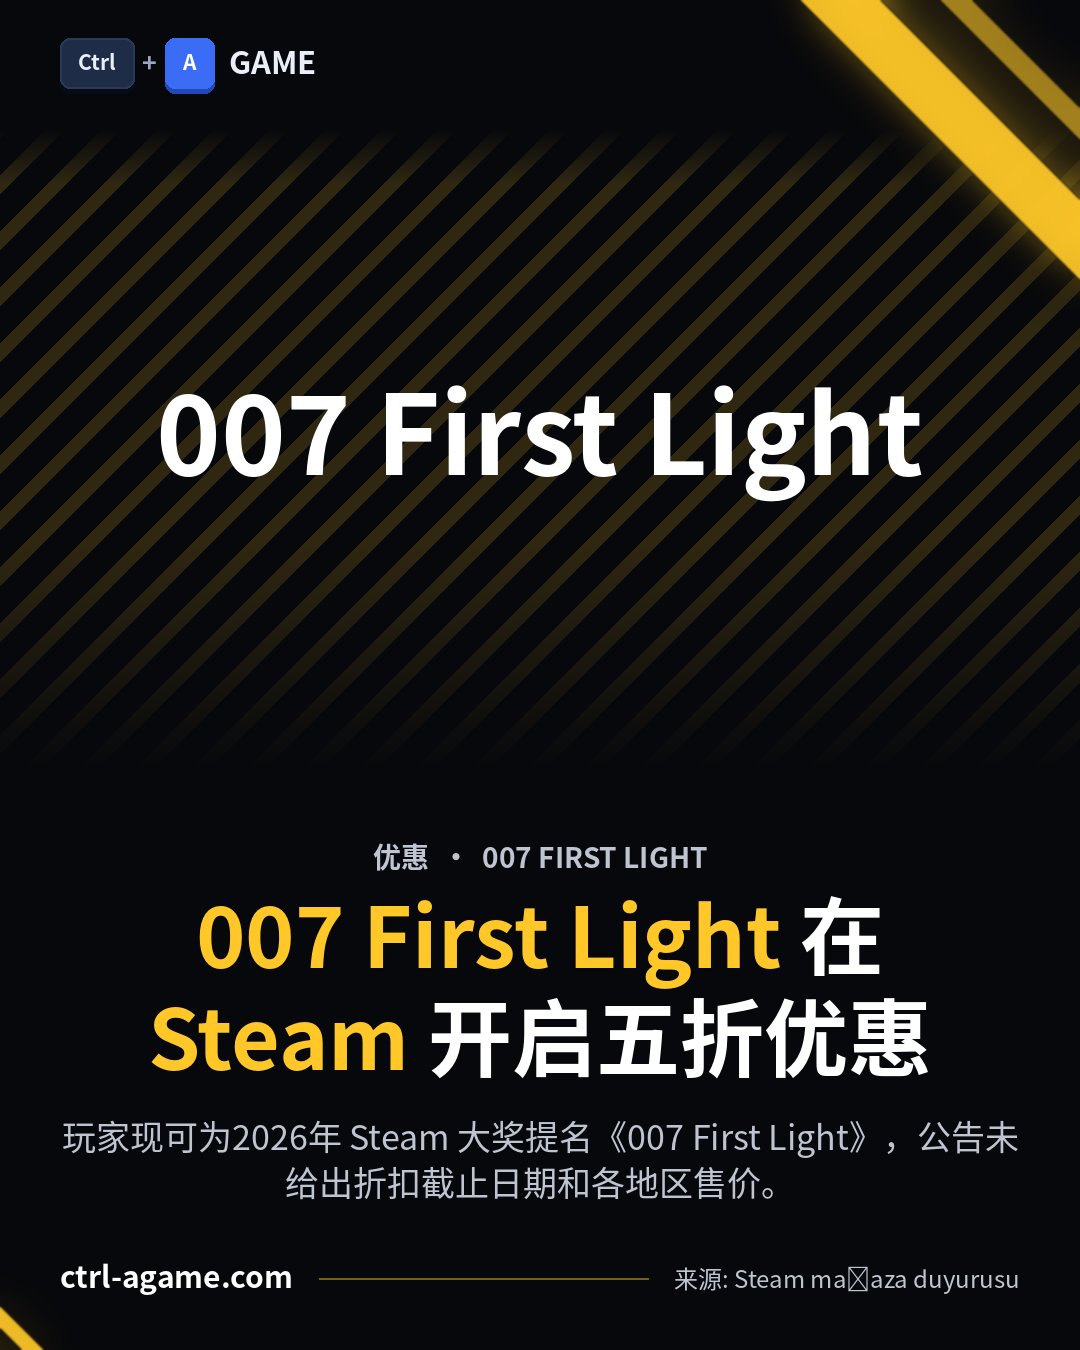 Ctrl + A GAME
007 First Light
优惠 · 007 FIRST LIGHT
007 First Light 在
Steam 开启五折优惠
玩家现可为2026年 Steam 大奖提名《007 First Light》，公告未
给出折扣截止日期和各地区售价。
ctrl-agame.com
来源: Steam ma☒aza duyurusu